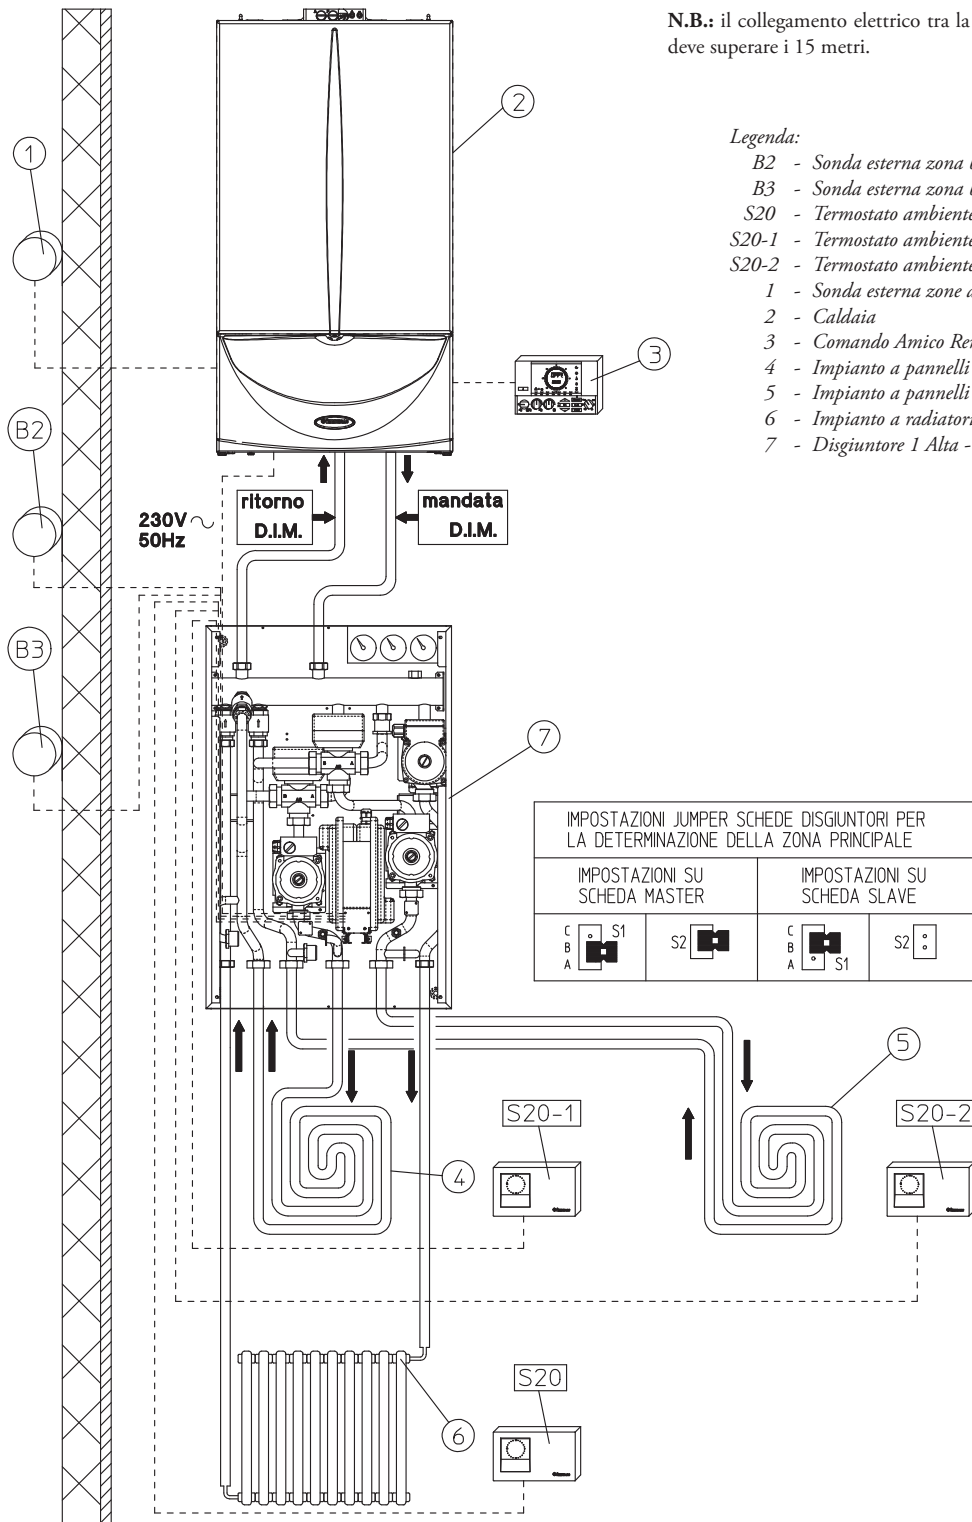 N.B.: il collegamento elettrico tra la
deve superare i 15 metri.
Legenda:
B2 - Sonda esterna zona
B3 - Sonda esterna zona
S20 - Termostato ambiente
S20-1 - Termostato ambiente
S20-2 - Termostato ambiente
1 - Sonda esterna zone
2 - Caldaia
3 - Comando Amico
4 - Impianto a pannelli
5 - Impianto a pannelli
6 - Impianto a radiatori
7 - Disgiuntore 1 Alta -
1
2
3
B2
230V
50Hz
ritorno
D.I.M.
mandata
D.I.M.
B3
7
IMPOSTAZIONI JUMPER SCHEDE DISGIUNTORI PER
LA DETERMINAZIONE DELLA ZONA PRINCIPALE
IMPOSTAZIONI SU
SCHEDA MASTER
IMPOSTAZIONI SU
SCHEDA SLAVE
C
B
A
S1
S2
C
B
A
S1
S2
5
S20-1
S20-2
4
S20
6